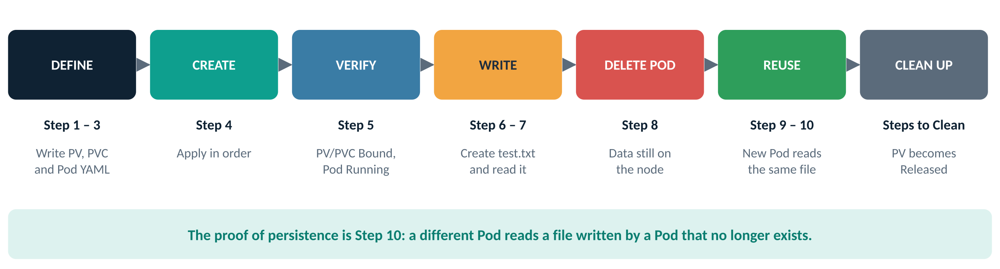 DEFINE
CREATE
VERIFY
WRITE
DELETE POD
REUSE
CLEAN UP
Step 1 – 3
Step 4
Step 5
Step 6 – 7
Step 8
Step 9 – 10
Steps to Clean
Write PV, PVC
and Pod YAML
Apply in order
PV/PVC Bound,
Pod Running
Create test.txt
and read it
Data still on
the node
New Pod reads
the same file
PV becomes
Released
The proof of persistence is Step 10: a different Pod reads a file written by a Pod that no longer exists.